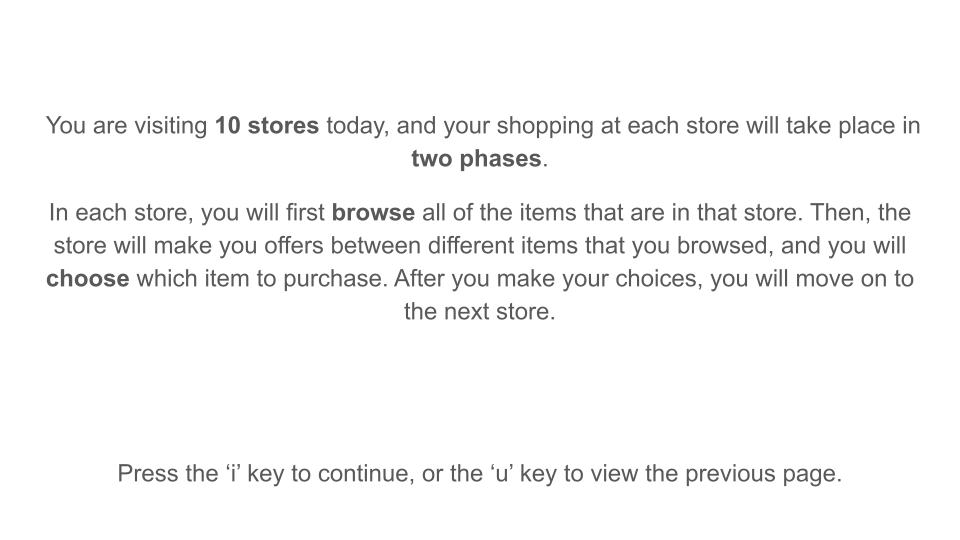 You are visiting 10 stores today, and your shopping at each store will take place in
two phases.
In each store, you will first browse all of the items that are in that store. Then, the
store will make you offers between different items that you browsed, and you will
choose which item to purchase. After you make your choices, you will move on to
the next store.
Press the ‘i’ key to continue, or the ‘u’ key to view the previous page.